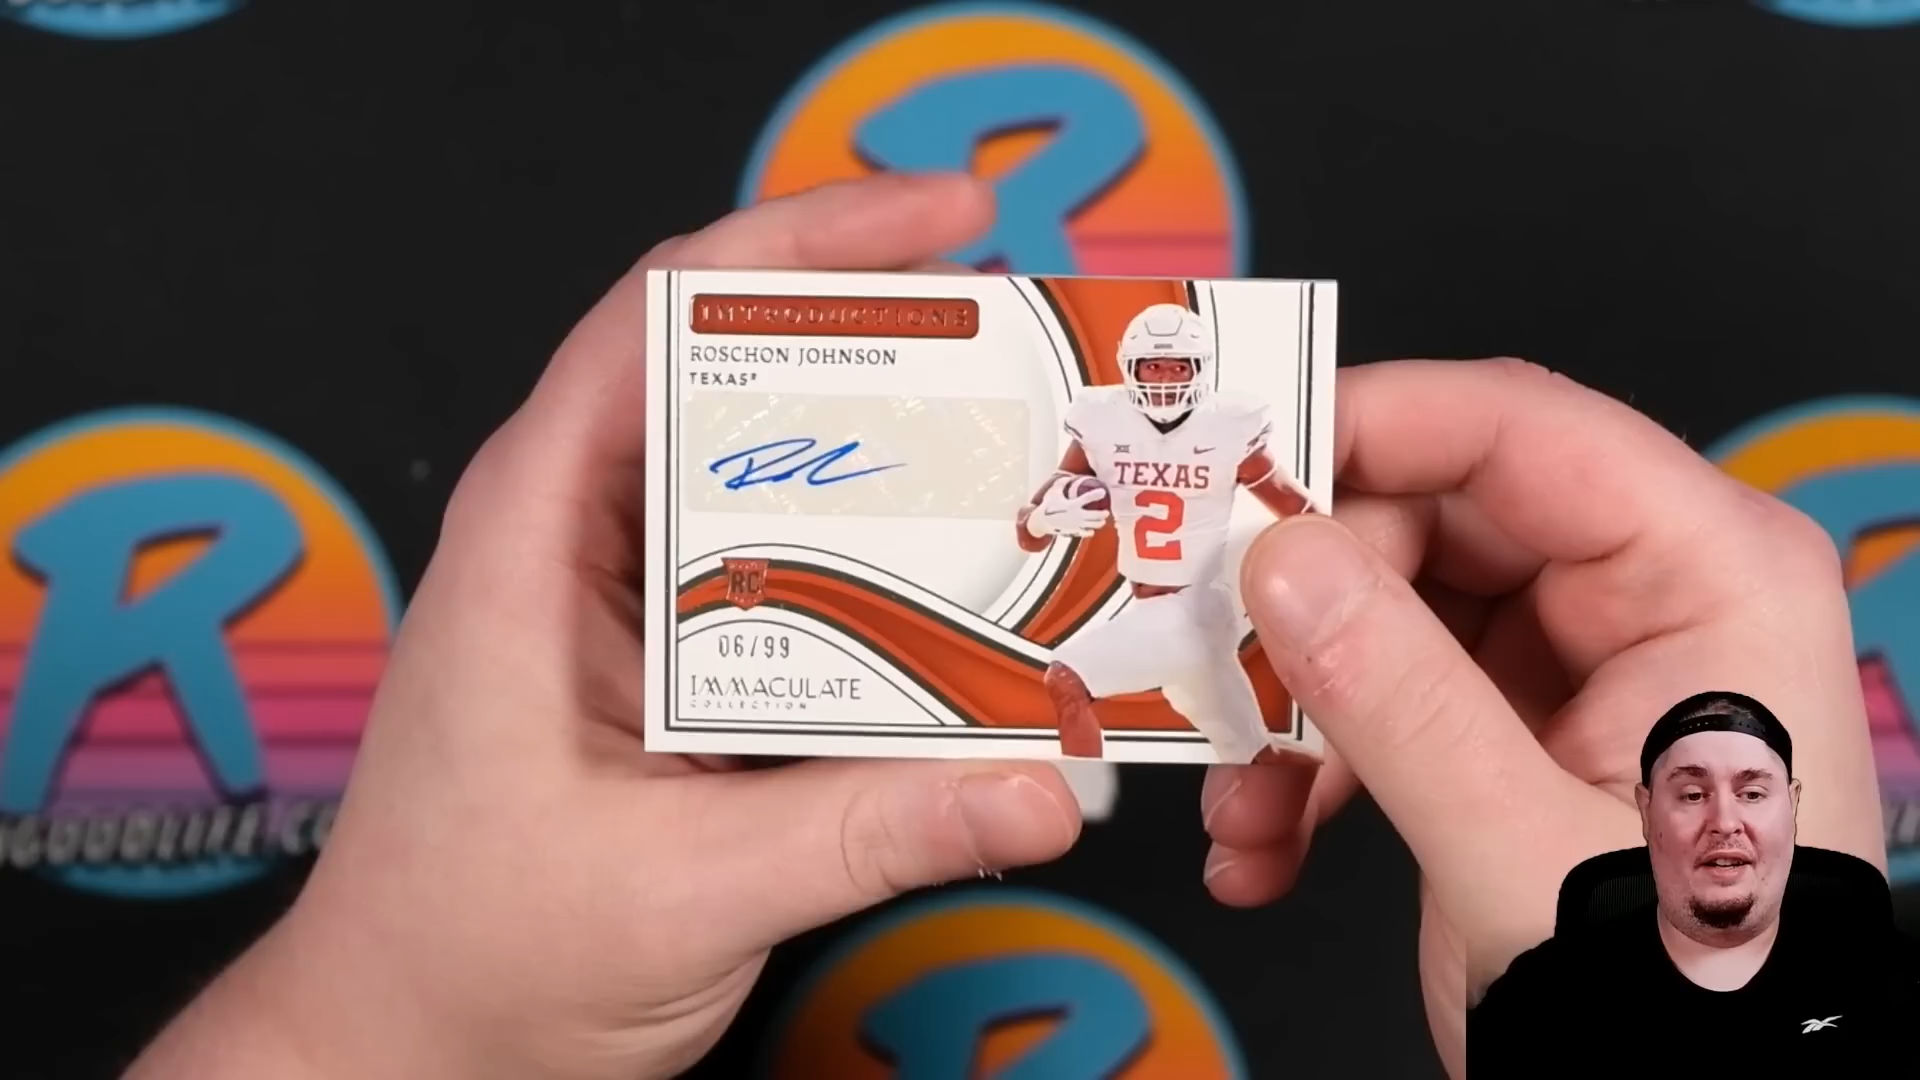 INTRODUCTIONS
ROSCHON JOHNSON
TEXAS
TEXAS
2
RC
06/99
IMMACULATE
COLLECTION
R
R
R